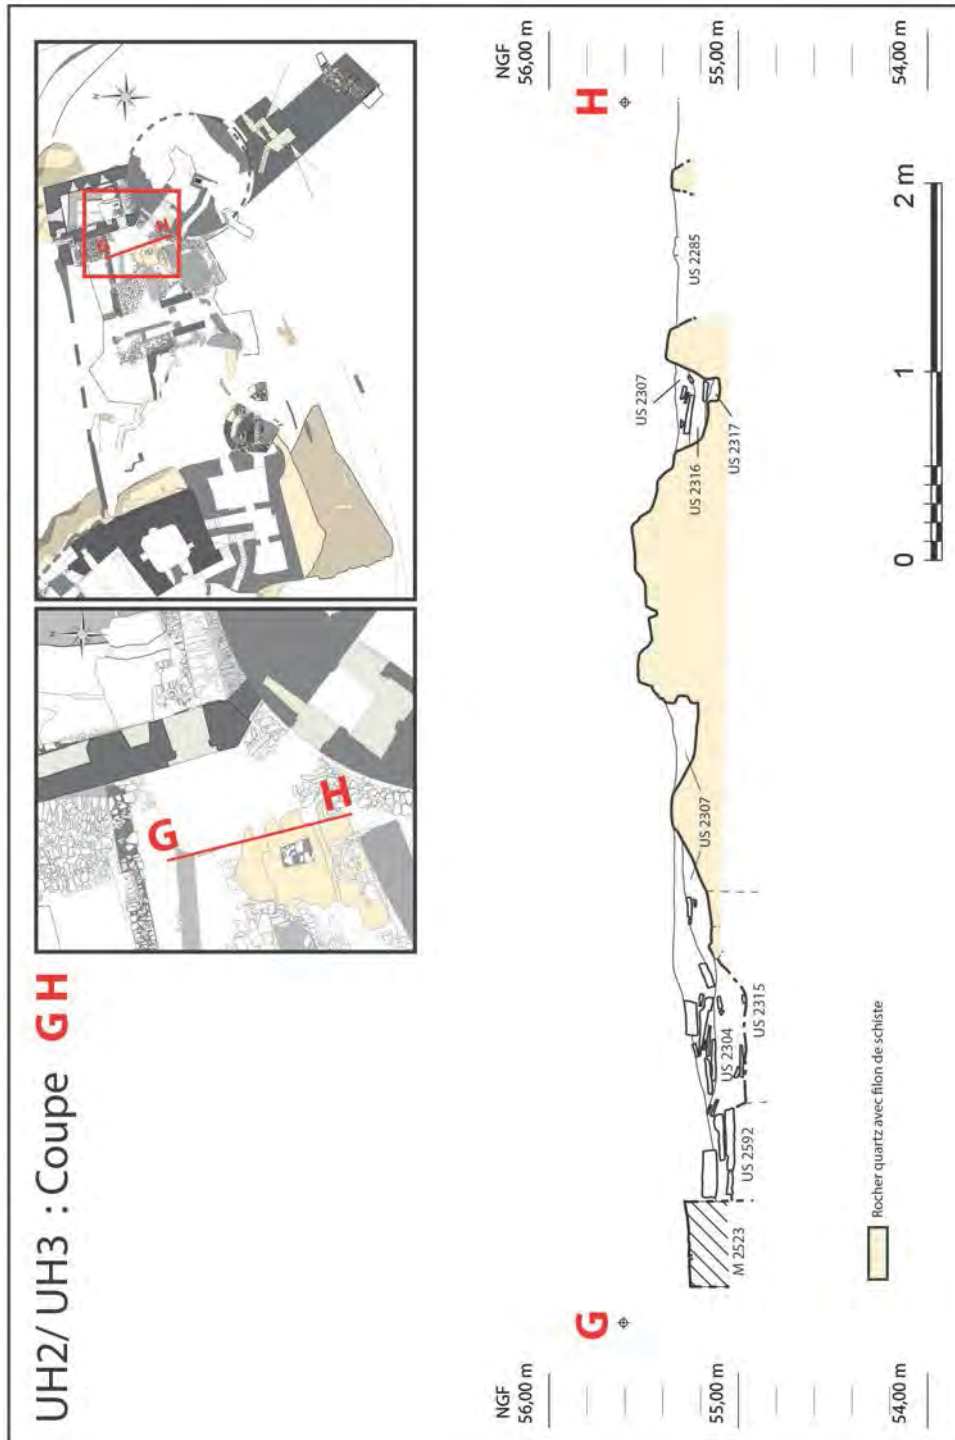 UH2/ UH3 : Coupe G H
N
G
H
N
G
H
NGF
56,00 m
55,00 m
54,00 m
G
H
NGF
56,00 m
55,00 m
54,00 m
M 2523
US 2592
US 2304
US 2315
US 2307
US 2316
US 2307
US 2317
US 2285
Rocher quartz avec filon de schiste
0 1 2 m